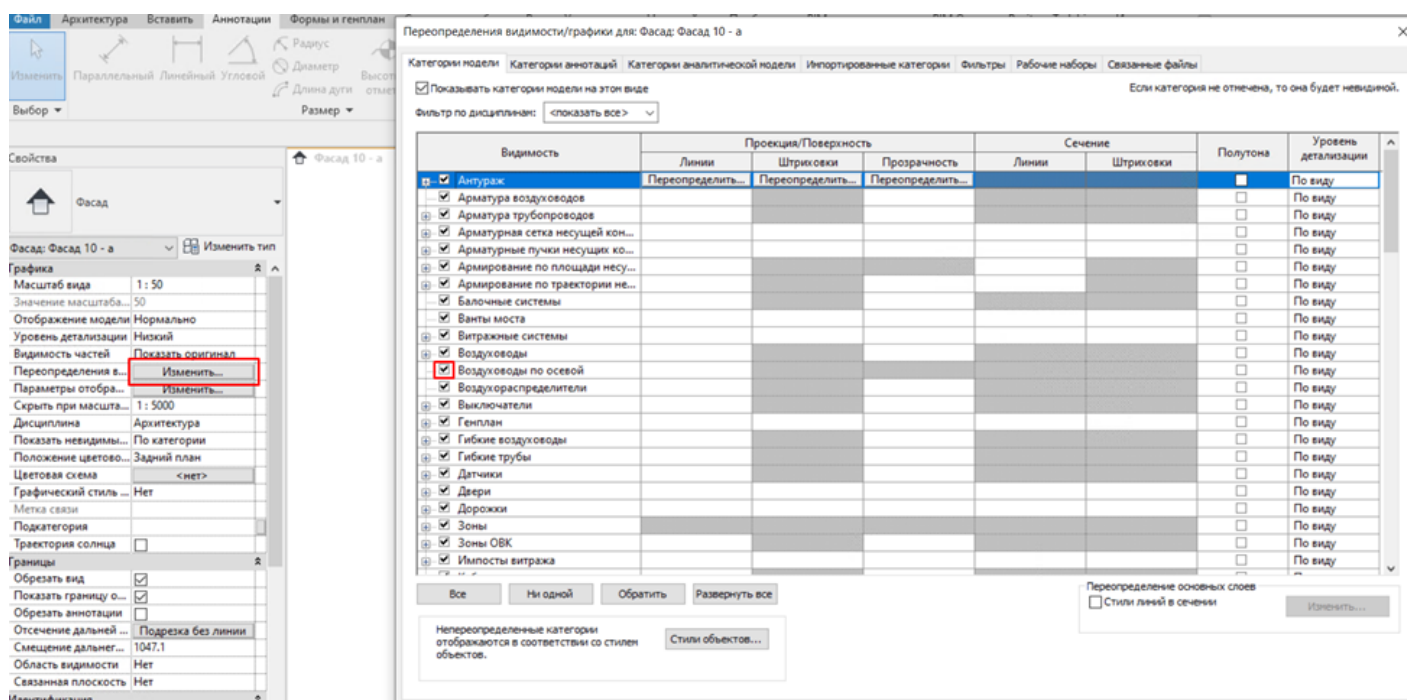 Файл Архитектура Вставить Аннотации Формы и генплан
Изменить Параллельный Линейный Угловой Радиус
Диаметр
Длина дуги
Выбор Размер
Свойства
Фасад 10 - а
Фасад
Фасад: Фасад 10 - а Изменить тип
Графика
Масштаб вида 1 : 50
Значение масштаба... 50
Отображение модели Нормально
Уровень детализации Низкий
Видимость частей Показать оригинал
Переопределения в... Изменить...
Параметры отобра... Изменить...
Скрыть при масшта... 1 : 5000
Дисциплина Архитектура
Показать невидимы... По категории
Положение цветово... Задний план
Цветовая схема <нет>
Графический стиль ... Нет
Метка связи
Подкатегория
Траектория солнца
Границы
Обрезать вид
Показать границу о...
Обрезать аннотации
Отсечение дальней ... Подрезка без линии
Смещение дальнег... 1047.1
Область видимости Нет
Связанная плоскость Нет
Переопределения видимости/графики для: Фасад: Фасад 10 - а
Категории модели Категории аннотаций Категории аналитической модели Импортированные категории Фильтры Рабочие наборы Связанные файлы
Показывать категории модели на этом виде Если категория не отмечена, то она будет невидимой.
Фильтр по дисциплинам: <показать все>
Видимость Проекция/Поверхность Сечение Полутона Уровень детализации
Линии Штриховки Прозрачность Линии Штриховки
Антураж Переопределить... Переопределить... Переопределить... По виду
Арматура воздуховодов По виду
Арматура трубопроводов По виду
Арматурная сетка несущей кон... По виду
Арматурные пучки несущих ко... По виду
Армирование по площади несу... По виду
Армирование по траектории не... По виду
Балочные системы По виду
Ванты моста По виду
Витражные системы По виду
Воздуховоды По виду
Воздуховоды по осевой По виду
Воздухораспределители По виду
Выключатели По виду
Генплан По виду
Гибкие воздуховоды По виду
Гибкие трубы По виду
Датчики По виду
Двери По виду
Дорожки По виду
Зоны По виду
Зоны ОВК По виду
Импосты витража По виду
Все Ни одной Обратить Развернуть все
Переопределение основных слоев
Стили линий в сечении Изменить...
Непереопределенные категории
отображаются в соответствии со стилем
объектов.
Стили объектов...